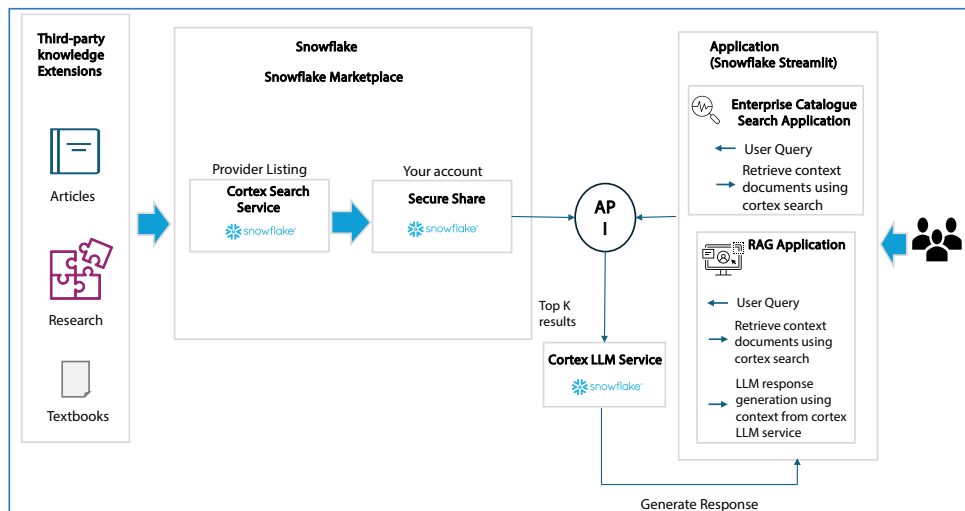 Third-party
knowledge
Extensions
Articles
Research
Textbooks
Snowflake
Snowflake Marketplace
Provider Listing
Cortex Search
Service
snowflake
Your account
Secure Share
snowflake
AP
I
Top K
results
Cortex LLM Service
snowflake
Generate Response
Application
(Snowflake Streamlit)
Enterprise Catalogue
Search Application
User Query
Retrieve context
documents using
cortex search
RAG Application
User Query
Retrieve context
documents using
cortex search
LLM response
generation using
context from cortex
LLM service